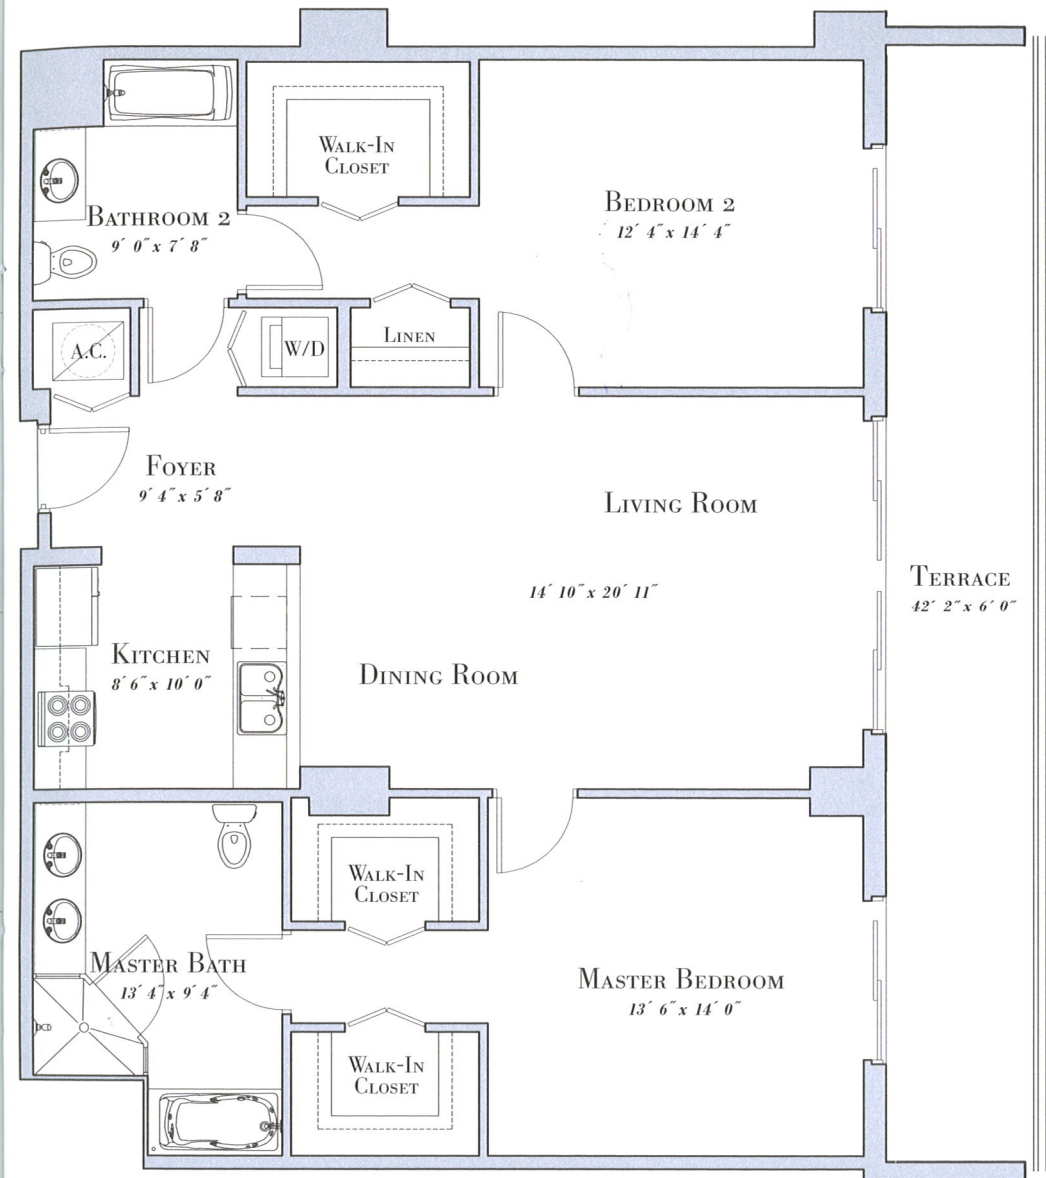 Walk-In
Closet
Bedroom 2
12´ 4˝ x 14´ 4˝
Bathroom 2
9´ 0˝ x 7´ 8˝
A.C.
W/D
Linen
Foyer
9´ 4˝ x 5´ 8˝
Living Room
14´ 10˝ x 20´ 11˝
Terrace
42´ 2˝ x 6´ 0˝
Kitchen
8´ 6˝ x 10´ 0˝
Dining Room
Walk-In
Closet
Master Bath
13´ 4˝ x 9´ 4˝
Master Bedroom
13´ 6˝ x 14´ 0˝
Walk-In
Closet